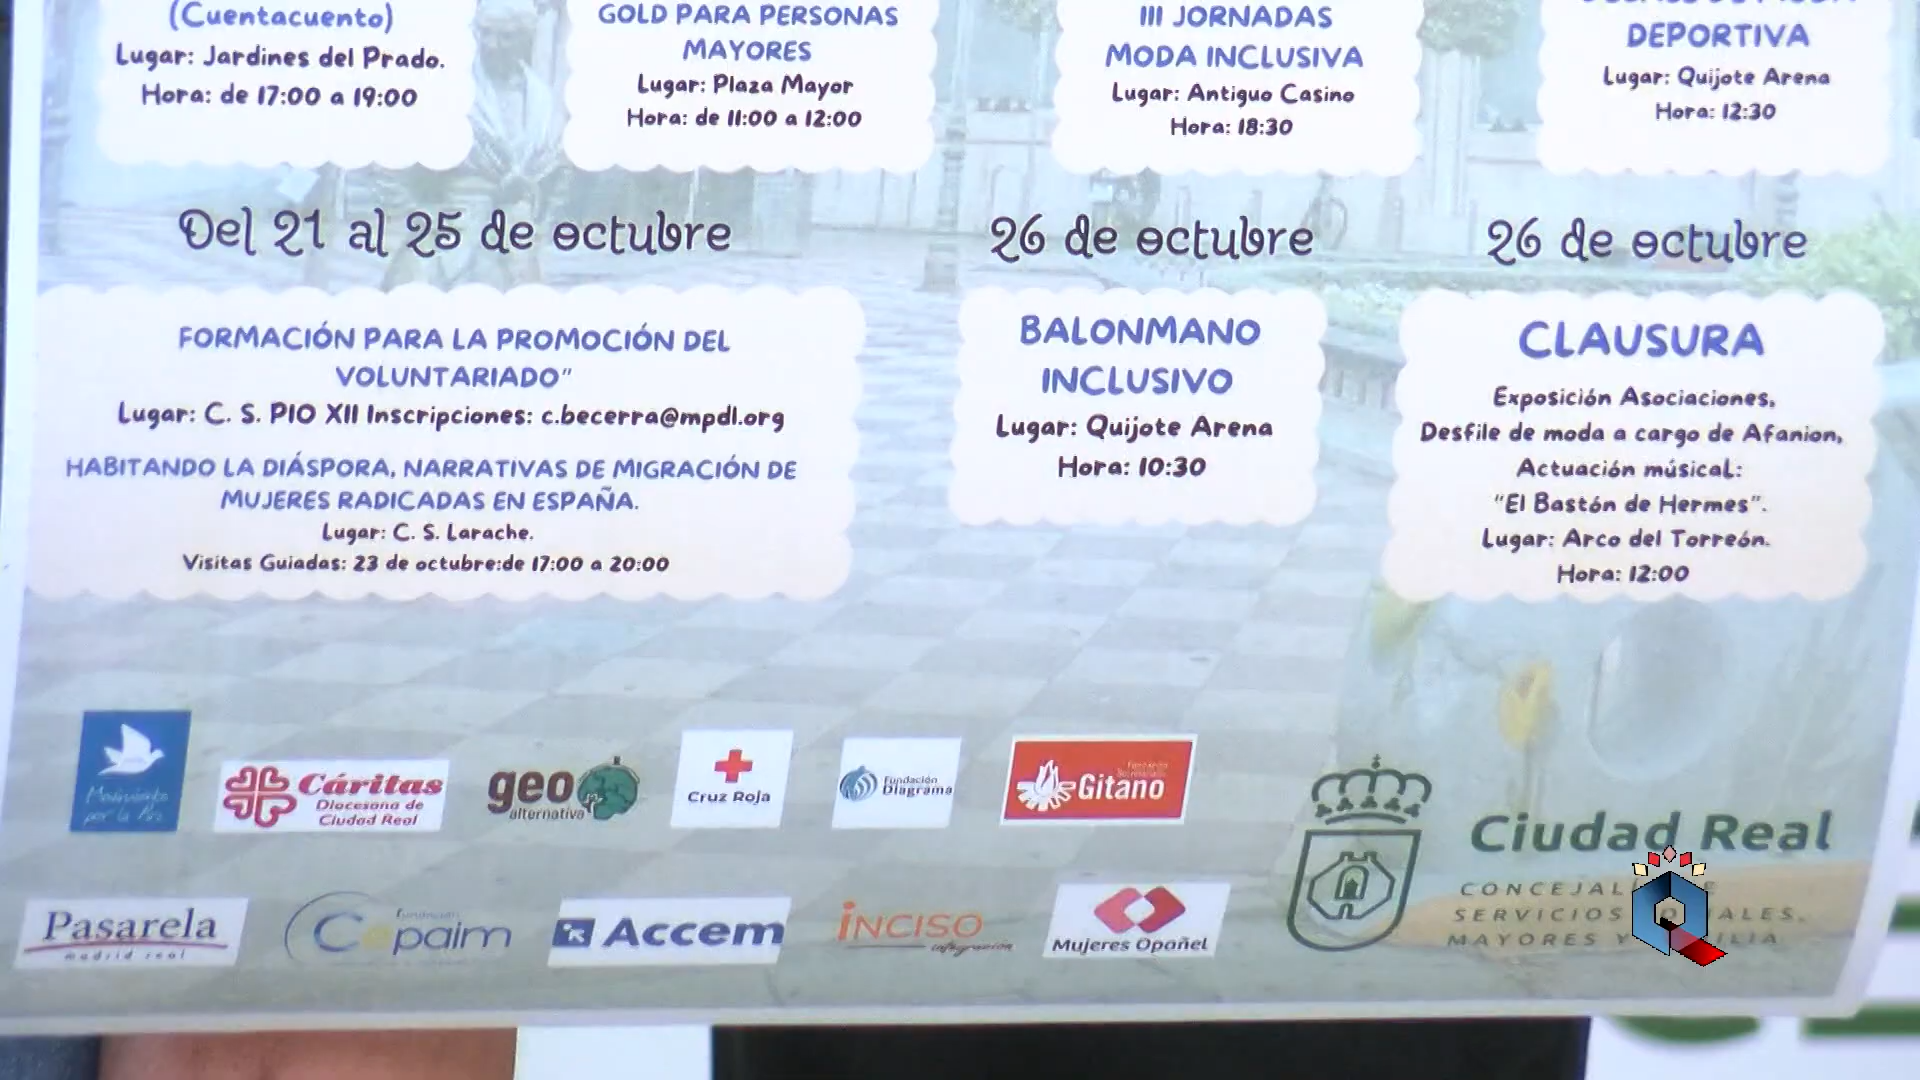 (Cuentacuento)
Lugar: Jardines del Prado.
Hora: de 17:00 a 19:00
GOLD PARA PERSONAS
MAYORES
Lugar: Plaza Mayor
Hora: de 11:00 a 12:00
III JORNADAS
MODA INCLUSIVA
Lugar: Antiguo Casino
Hora: 18:30
DEPORTIVA
Lugar: Quijote Arena
Hora: 12:30
Del 21 al 25 de octubre
FORMACIÓN PARA LA PROMOCIÓN DEL
VOLUNTARIADO"
Lugar: C. S. PIO XII Inscripciones: c.becerra@mpdl.org
HABITANDO LA DIÁSPORA, NARRATIVAS DE MIGRACIÓN DE
MUJERES RADICADAS EN ESPAÑA.
Lugar: C. S. Larache.
Visitas Guiadas: 23 de octubre:de 17:00 a 20:00
26 de octubre
BALONMANO
INCLUSIVO
Lugar: Quijote Arena
Hora: 10:30
26 de octubre
CLAUSURA
Exposición Asociaciones,
Desfile de moda a cargo de Afanion,
Actuación músical:
"El Bastón de Hermes".
Lugar: Arco del Torreón.
Hora: 12:00
Movimiento
por la Paz
Cáritas
Diocesana de
Ciudad Real
geo
alternativa
Cruz Roja
Fundación
Diagrama
Gitano
Pasarela
madrid real
fundación
Cepaim
Accem
inciso
integración
Mujeres Opañel
Ciudad Real
SERVICIOS
MAYORES Y